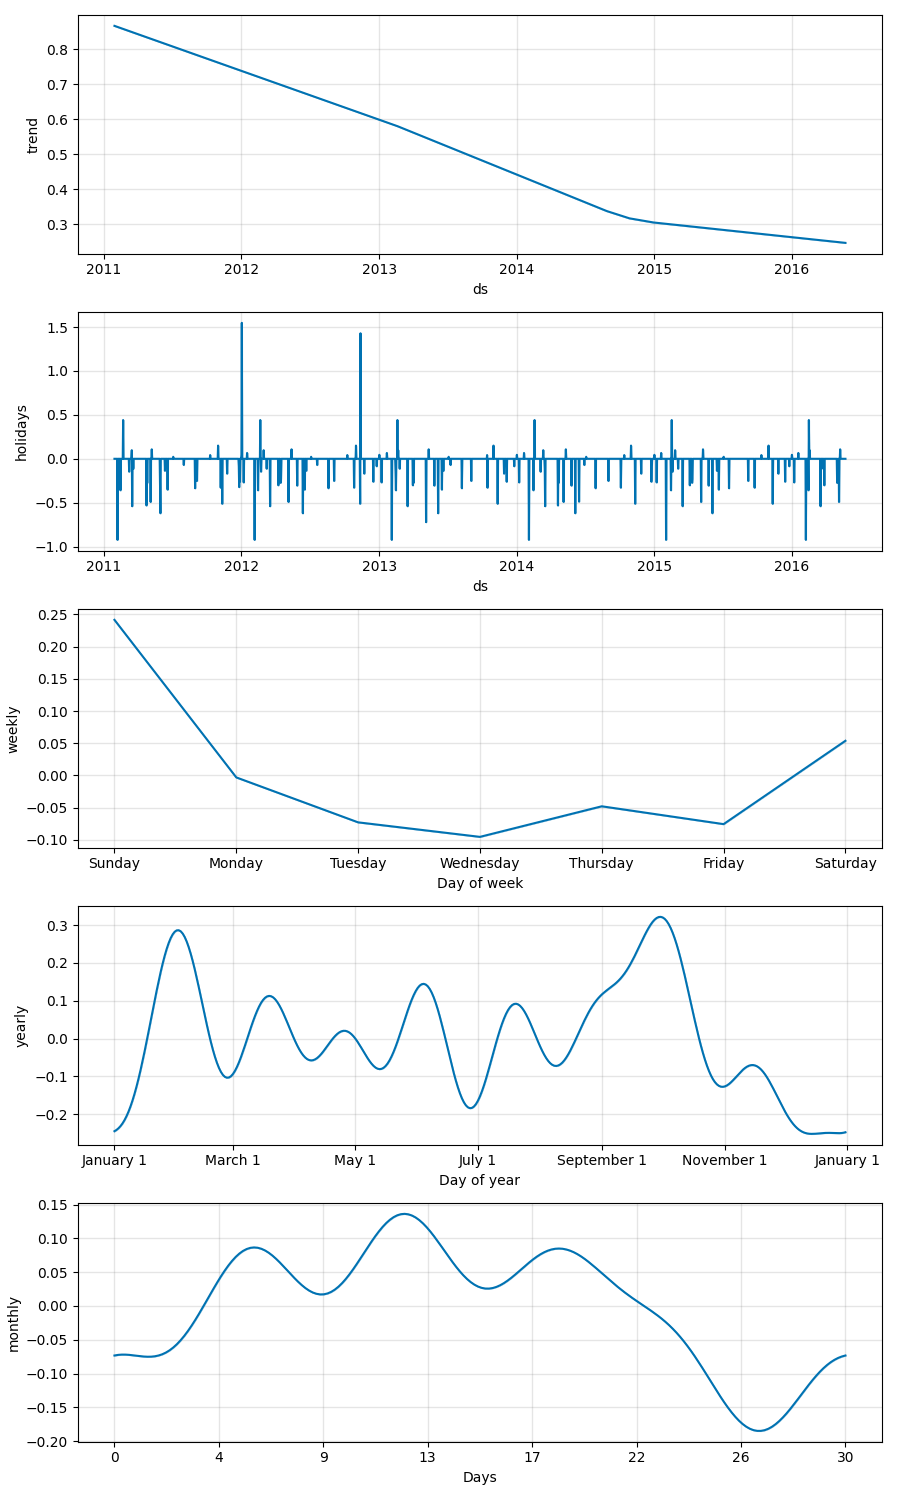 trend
0.8
0.7
0.6
0.5
0.4
0.3
2011 2012 2013 2014 2015 2016
ds
holidays
1.5
1.0
0.5
0.0
−0.5
−1.0
2011 2012 2013 2014 2015 2016
ds
weekly
0.25
0.20
0.15
0.10
0.05
0.00
−0.05
−0.10
Sunday Monday Tuesday Wednesday Thursday Friday Saturday
Day of week
yearly
0.3
0.2
0.1
0.0
−0.1
−0.2
January 1 March 1 May 1 July 1 September 1 November 1 January 1
Day of year
monthly
0.15
0.10
0.05
0.00
−0.05
−0.10
−0.15
−0.20
0 4 9 13 17 22 26 30
Days